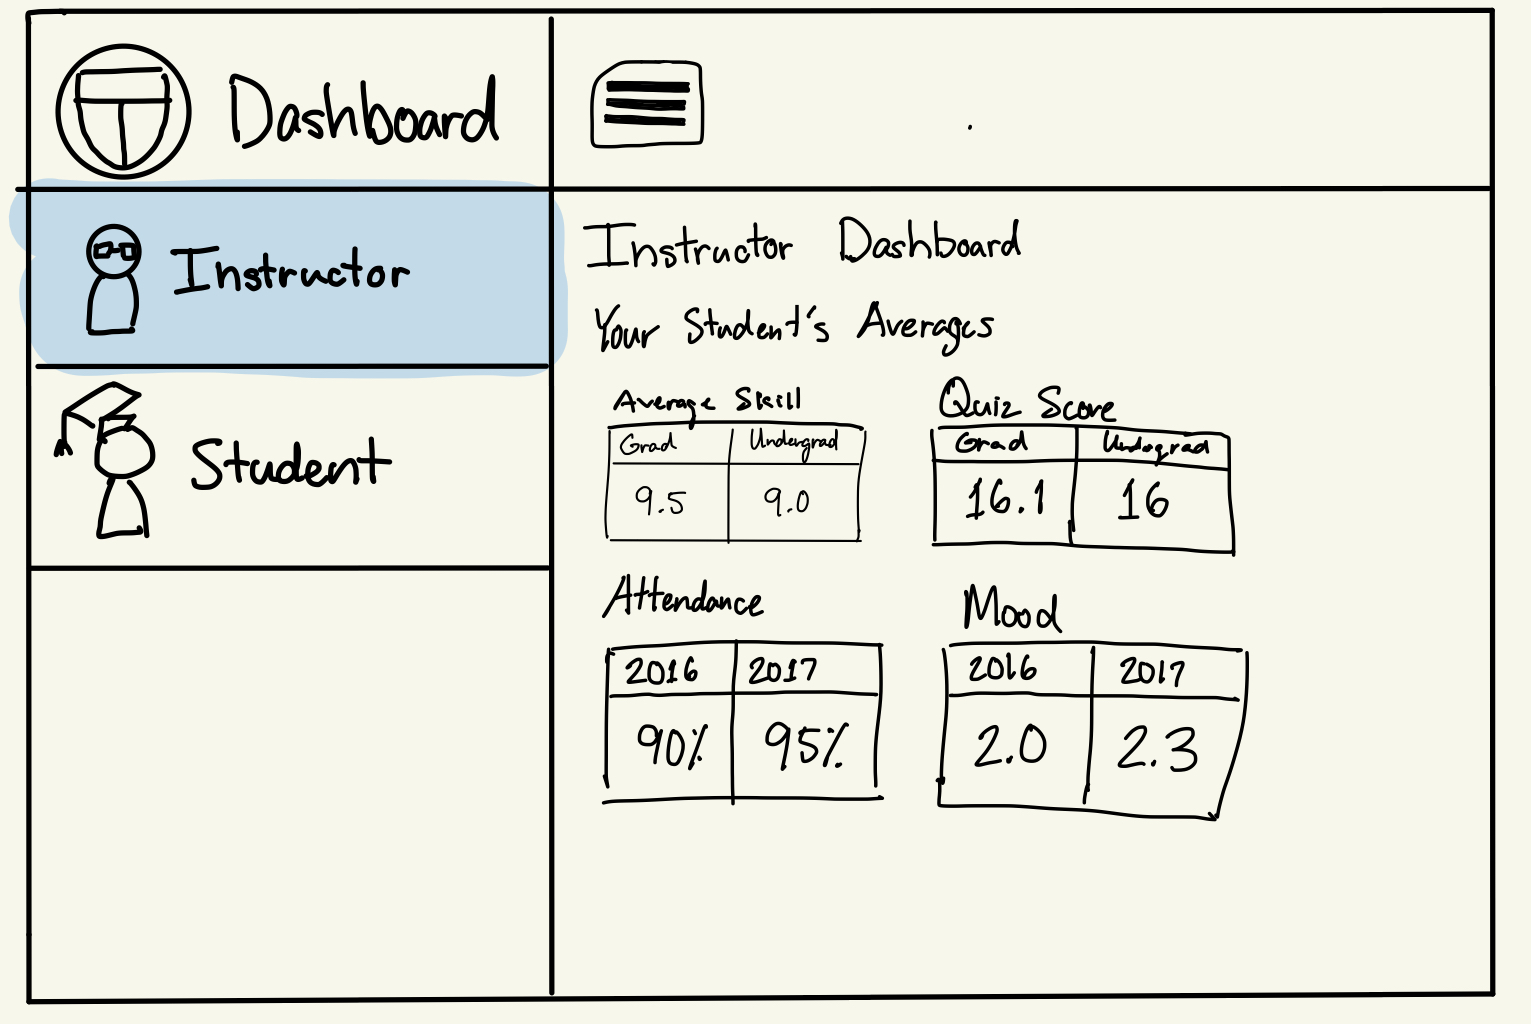 Dashboard
Instructor
Student
Instructor Dashboard
Your Student's Averages
Average Skill
Grad Undergrad
9.5 9.0
Quiz Score
Grad Undergrad
16.1 16
Attendance
2016 2017
90% 95%
Mood
2016 2017
2.0 2.3